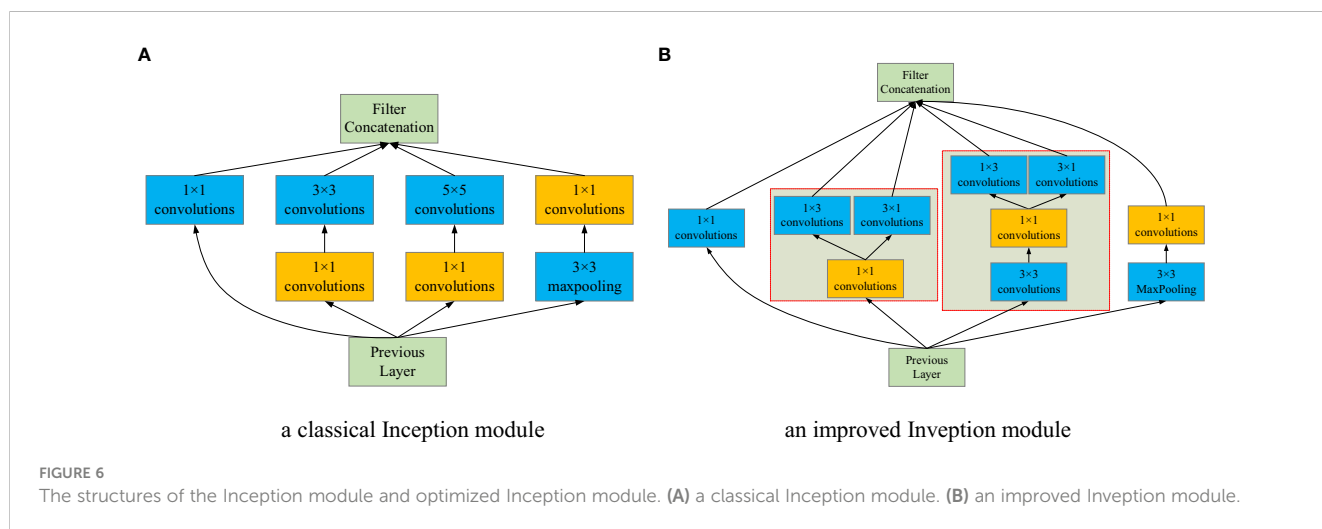 A
Filter
Concatenation
1×1
convolutions
3×3
convolutions
5×5
convolutions
1×1
convolutions
1×1
convolutions
1×1
convolutions
3×3
maxpooling
Previous
Layer
a classical Inception module
B
Filter
Concatenation
1×1
convolutions
1×3
convolutions
3×1
convolutions
1×1
convolutions
1×3
convolutions
3×1
convolutions
1×1
convolutions
3×3
convolutions
1×1
convolutions
3×3
MaxPooling
Previous
Layer
an improved Inveption module
FIGURE 6
The structures of the Inception module and optimized Inception module. (A) a classical Inception module. (B) an improved Inveption module.